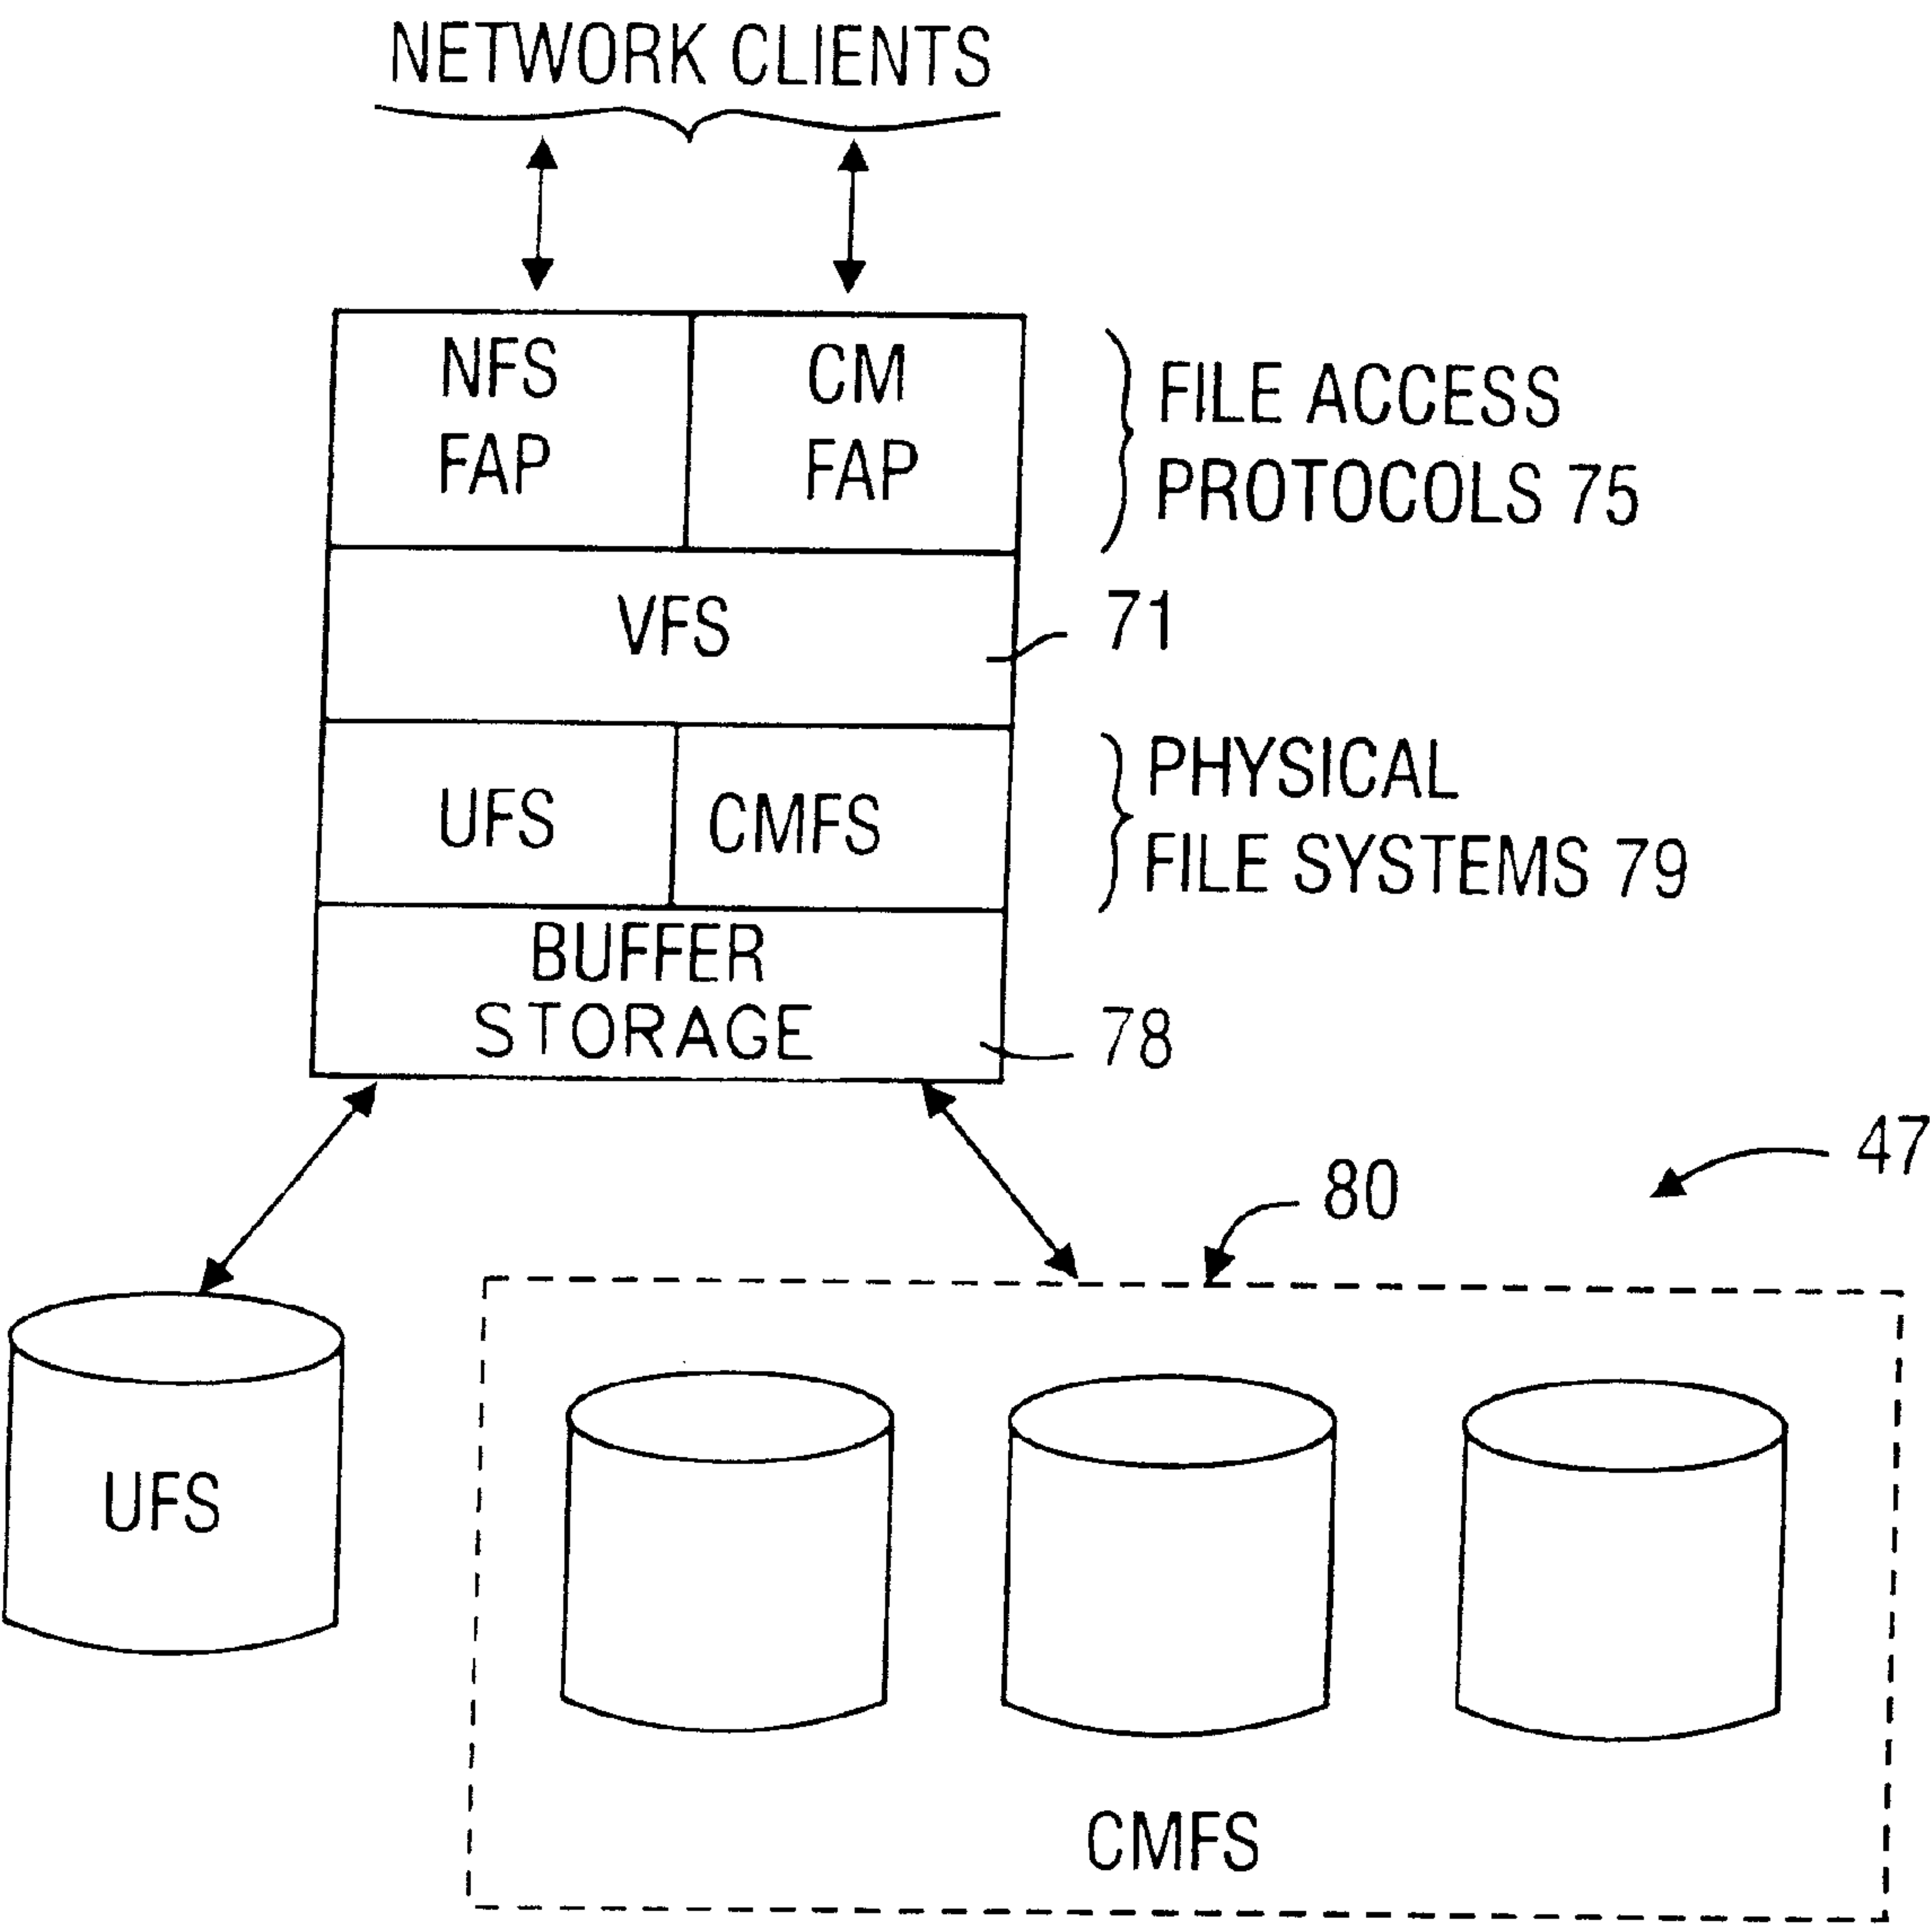 NETWORK CLIENTS
NFS
FAP
CM
FAP
FILE ACCESS
PROTOCOLS 75
VFS
71
UFS
CMFS
PHYSICAL
FILE SYSTEMS 79
BUFFER
STORAGE
78
47
80
UFS
CMFS